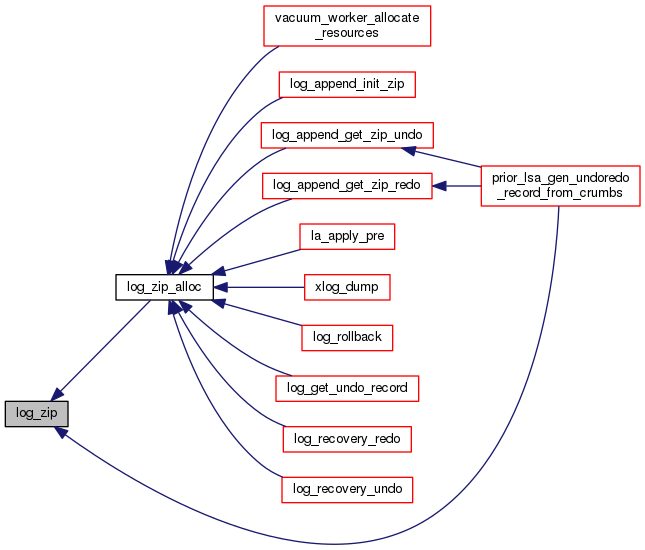 vacuum_worker_allocate
_resources
log_append_init_zip
log_append_get_zip_undo
prior_lsa_gen_undoredo
_record_from_crumbs
log_append_get_zip_redo
la_apply_pre
log_zip_alloc
xlog_dump
log_rollback
log_get_undo_record
log_zip
log_recovery_redo
log_recovery_undo